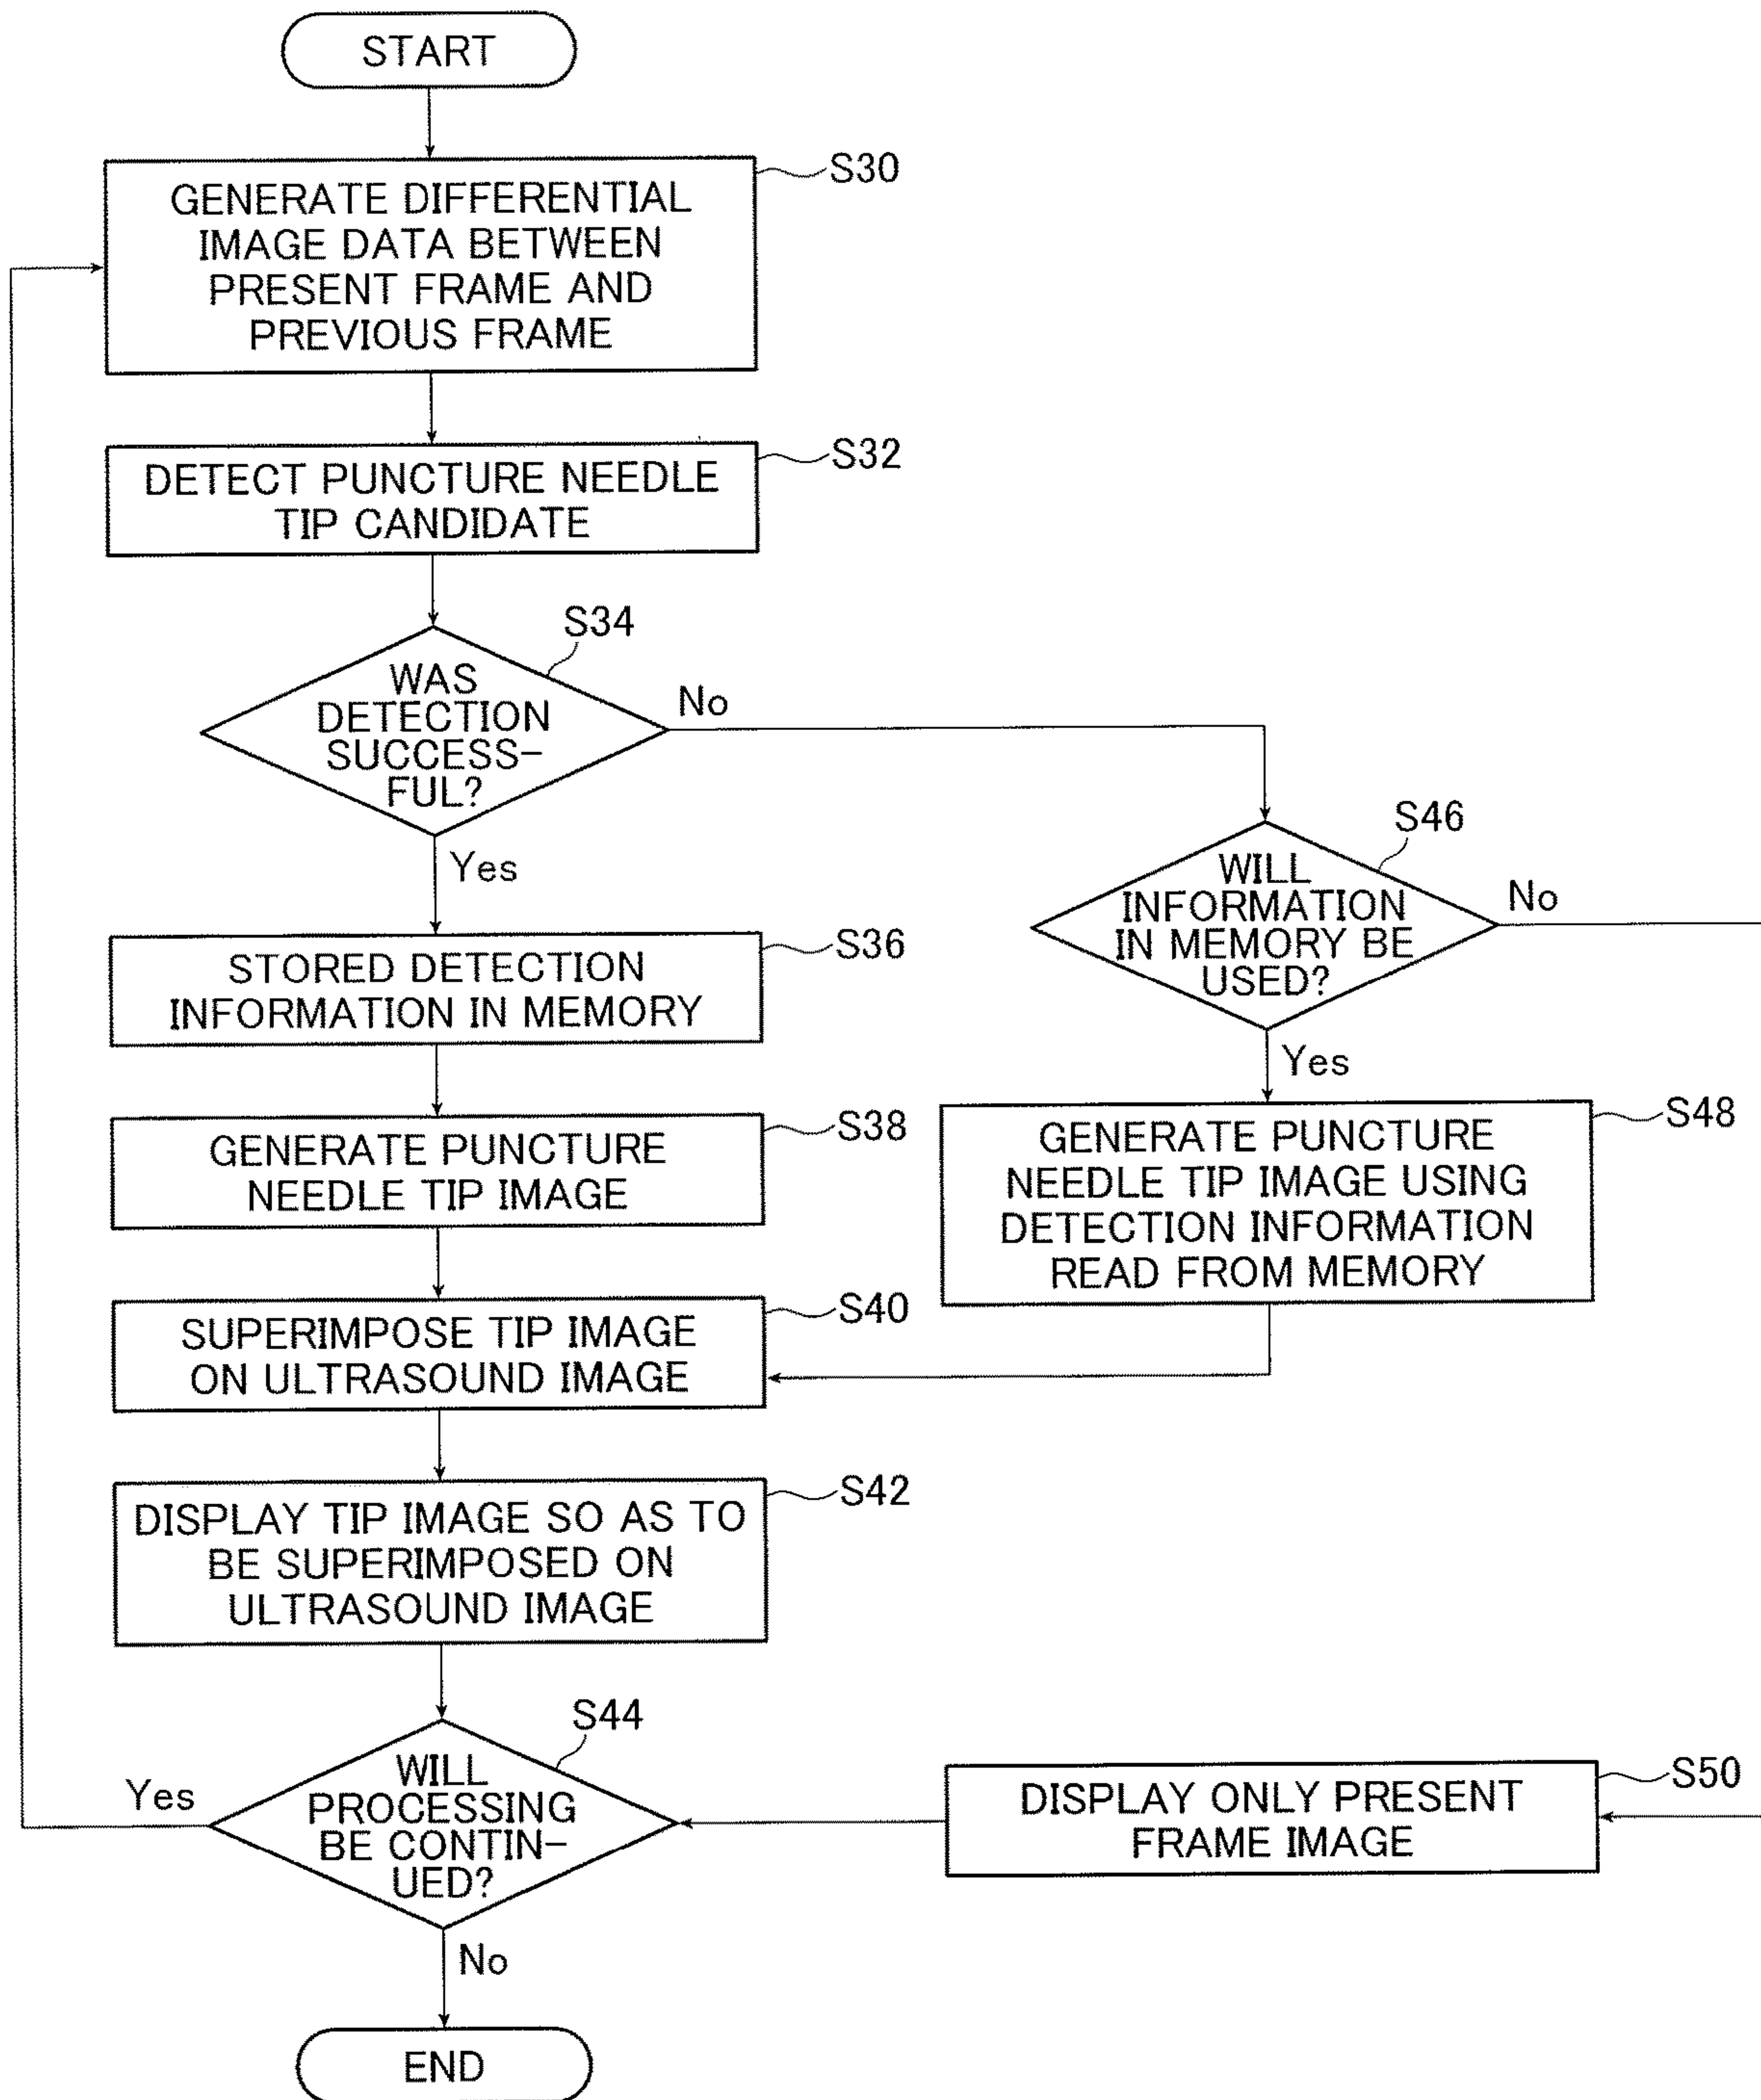 START
S30
GENERATE DIFFERENTIAL
IMAGE DATA BETWEEN
PRESENT FRAME AND
PREVIOUS FRAME
S32
DETECT PUNCTURE NEEDLE
TIP CANDIDATE
S34
WAS
DETECTION
SUCCESS-
FUL?
No
Yes
S46
WILL
INFORMATION
IN MEMORY BE
USED?
No
Yes
S36
STORED DETECTION
INFORMATION IN MEMORY
S38
GENERATE PUNCTURE
NEEDLE TIP IMAGE
S48
GENERATE PUNCTURE
NEEDLE TIP IMAGE USING
DETECTION INFORMATION
READ FROM MEMORY
S40
SUPERIMPOSE TIP IMAGE
ON ULTRASOUND IMAGE
S42
DISPLAY TIP IMAGE SO AS TO
BE SUPERIMPOSED ON
ULTRASOUND IMAGE
S44
WILL
PROCESSING
BE CONTIN-
UED?
Yes
No
S50
DISPLAY ONLY PRESENT
FRAME IMAGE
END